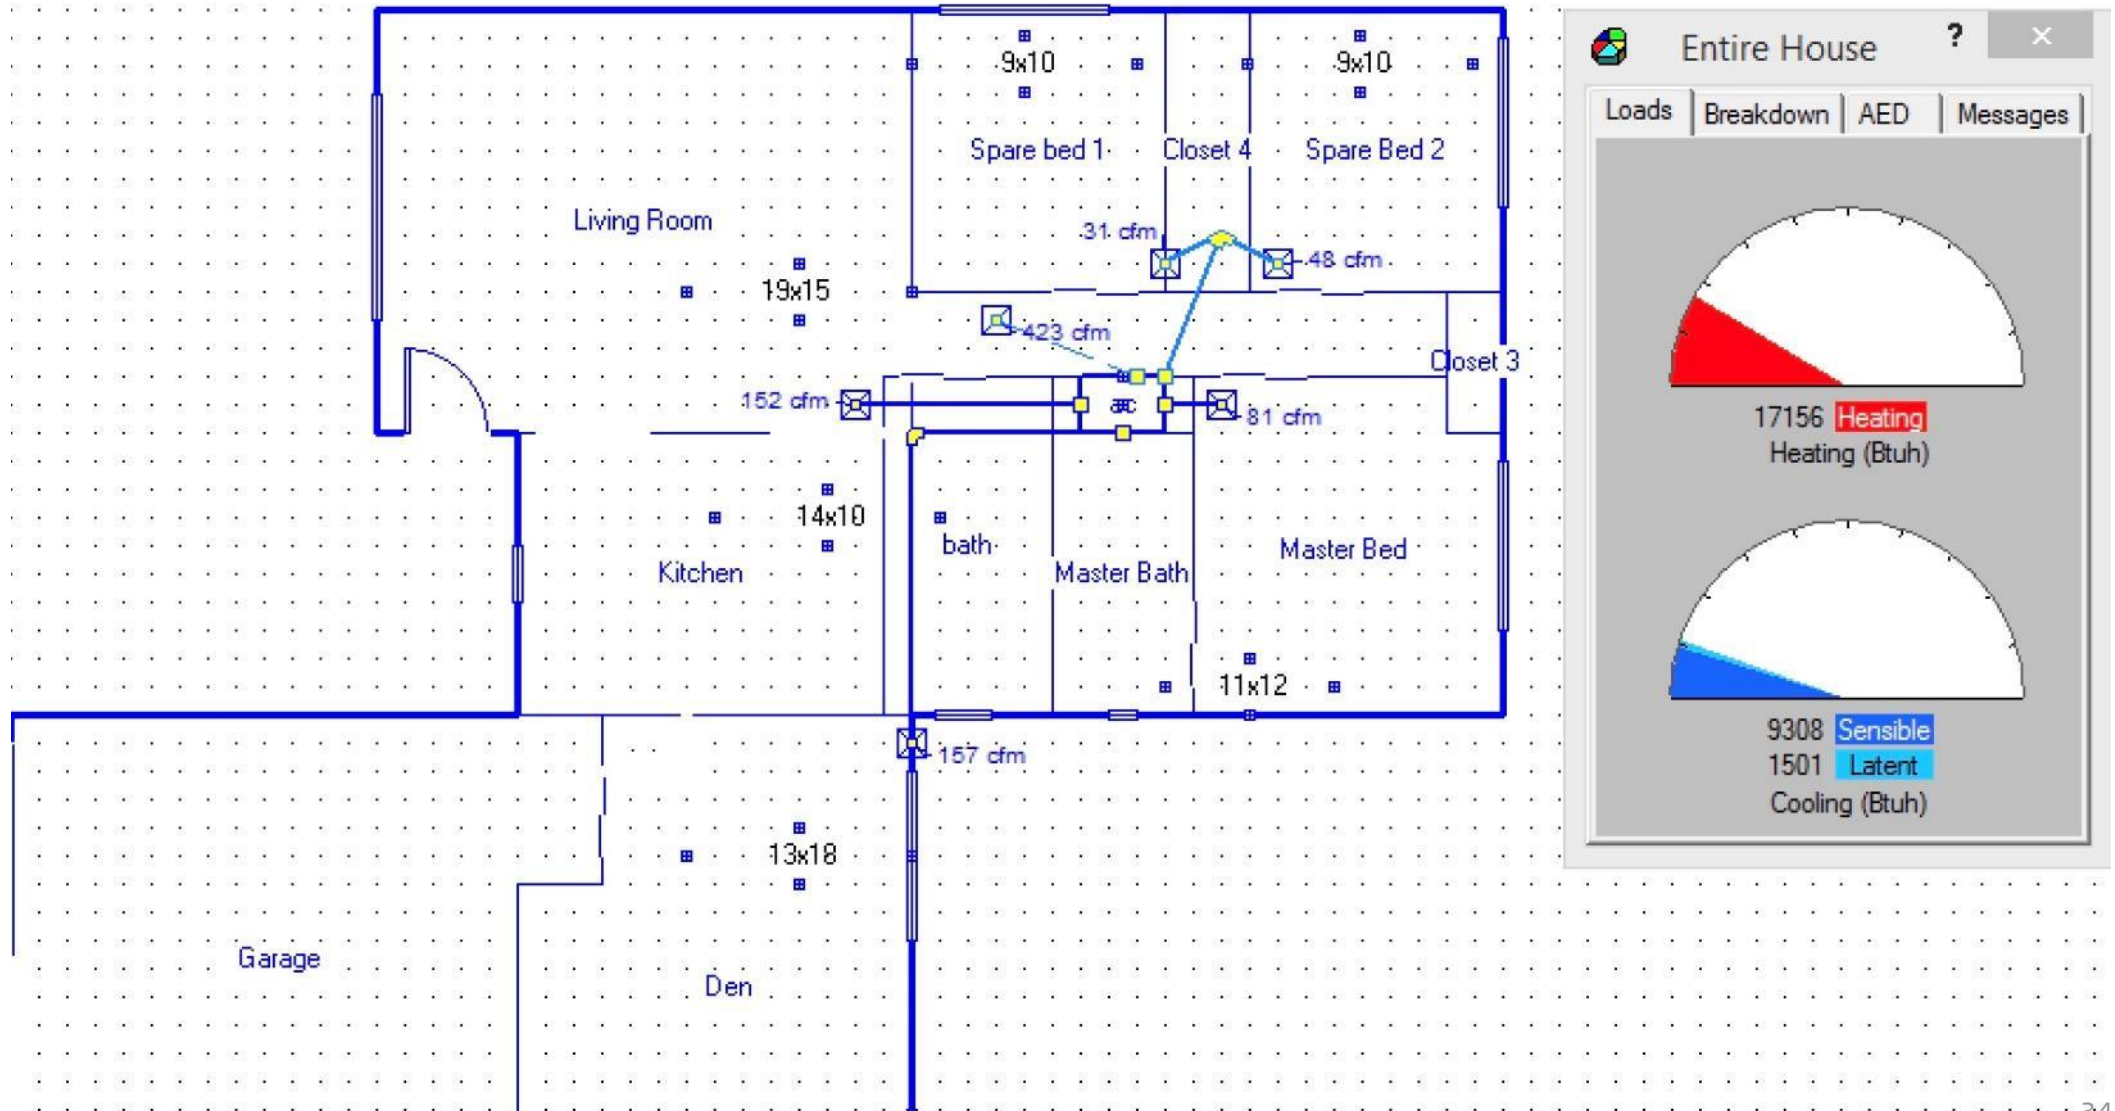 Entire House ?
Loads Breakdown AED Messages
17156 Heating
Heating (Btuh)
9308 Sensible
1501 Latent
Cooling (Btuh)
9x10
9x10
Spare bed 1
Closet 4
Spare Bed 2
Living Room
31 cfm
48 cfm
19x15
423 cfm
Closet 3
152 cfm
81 cfm
14x10
bath
Master Bed
Kitchen
Master Bath
11x12
157 cfm
13x18
Garage
Den